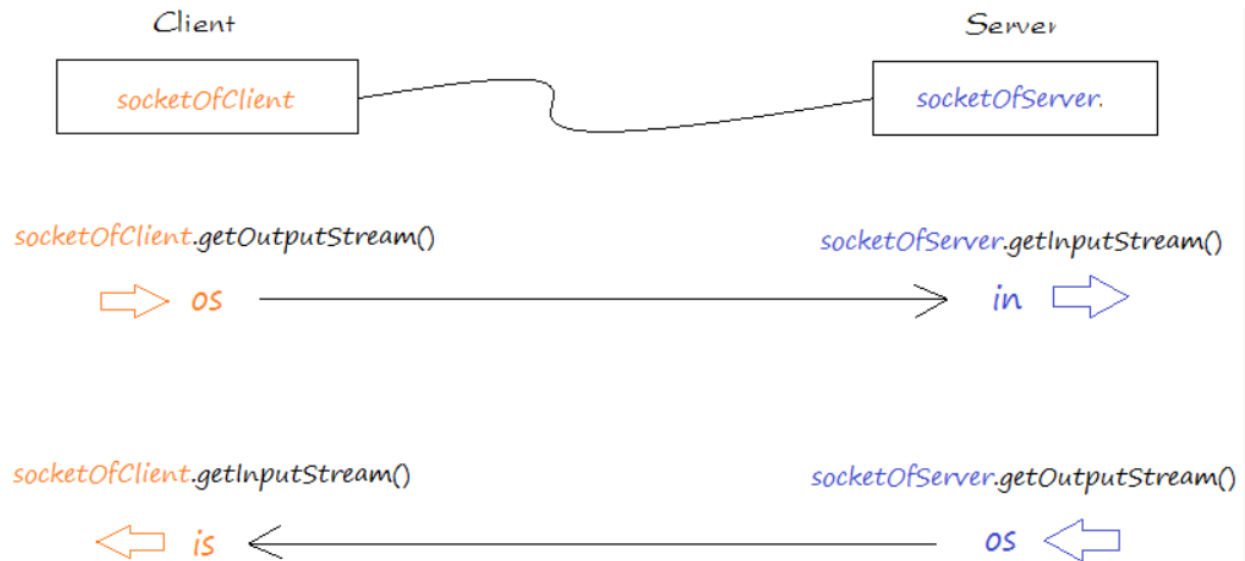 Client
Server
socketOfClient
socketOfServer.
socketOfClient.getOutputStream()
socketOfServer.getInputStream()
os
in
socketOfClient.getInputStream()
socketOfServer.getOutputStream()
is
os